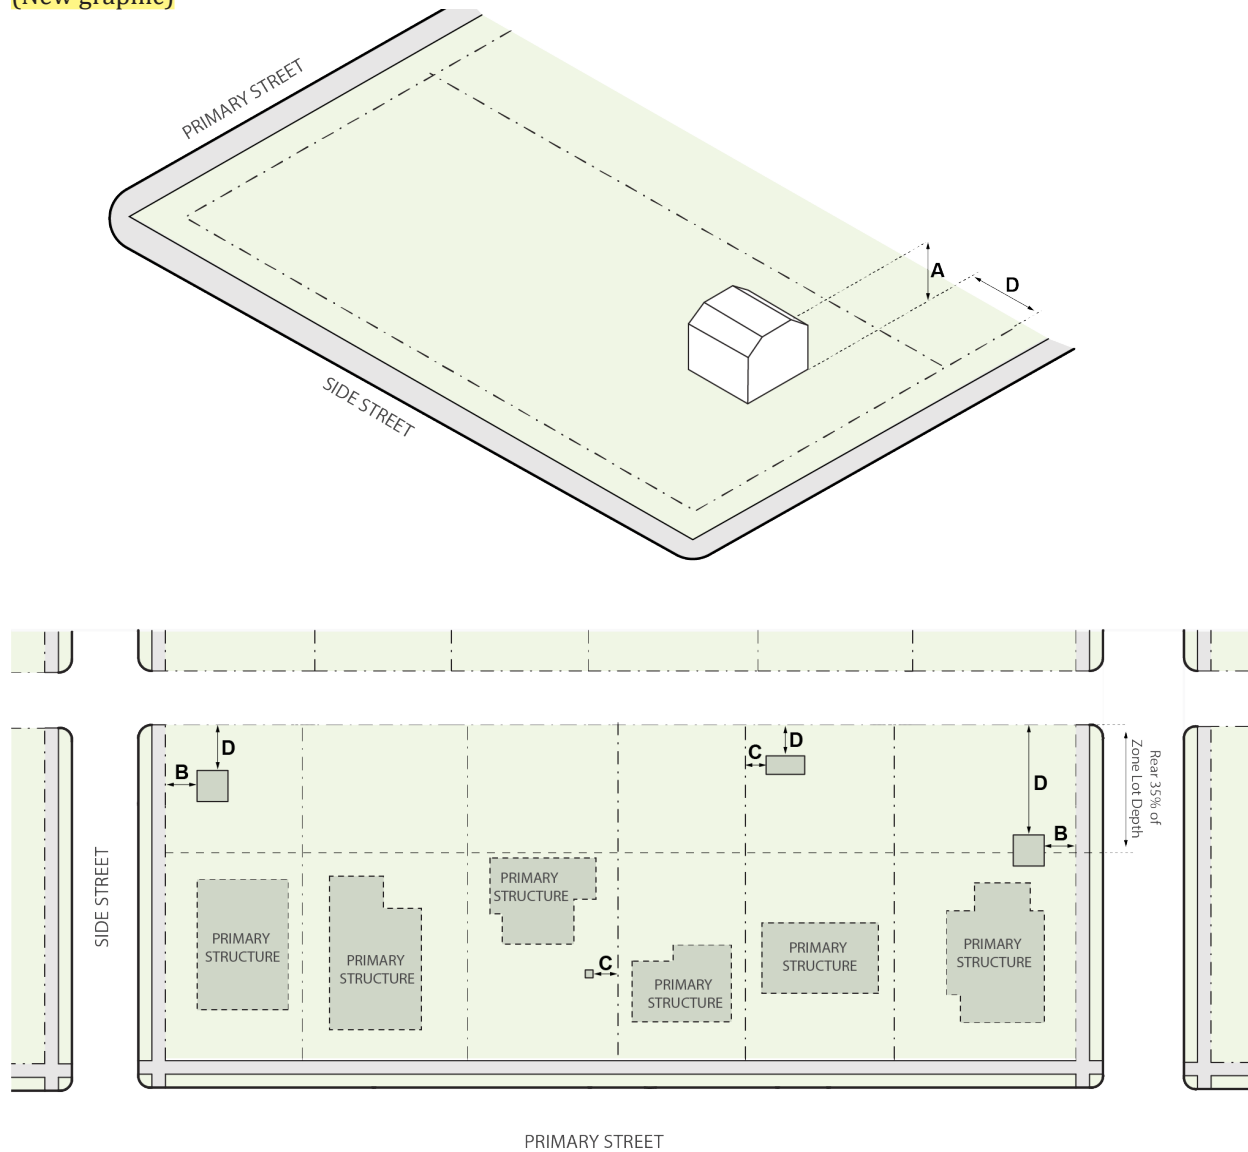 (New graphic)
PRIMARY STREET
A
D
SIDE STREET
D
B
C
D
D
B
Rear 35% of
Zone Lot Depth
SIDE STREET
PRIMARY
STRUCTURE
PRIMARY
STRUCTURE
PRIMARY
STRUCTURE
C
PRIMARY
STRUCTURE
PRIMARY
STRUCTURE
PRIMARY
STRUCTURE
PRIMARY STREET